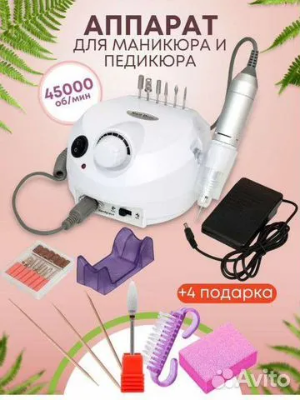 АППАРАТ
ДЛЯ МАНИКЮРА И
ПЕДИКЮРА
45000
об/мин
+4 подарка
Avito